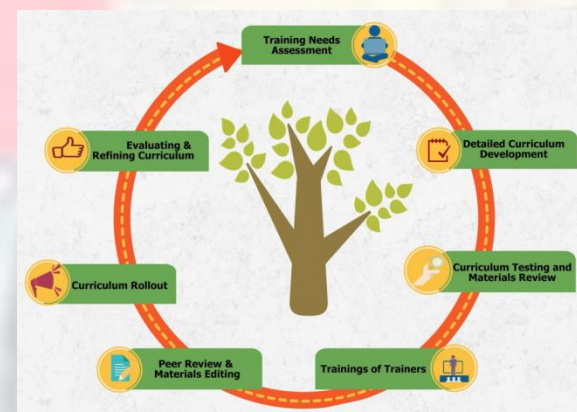 Training Needs
Assessment
Detailed Curriculum
Development
Curriculum Testing and
Materials Review
Trainings of Trainers
Peer Review &
Materials Editing
Curriculum Rollout
Evaluating &
Refining Curriculum